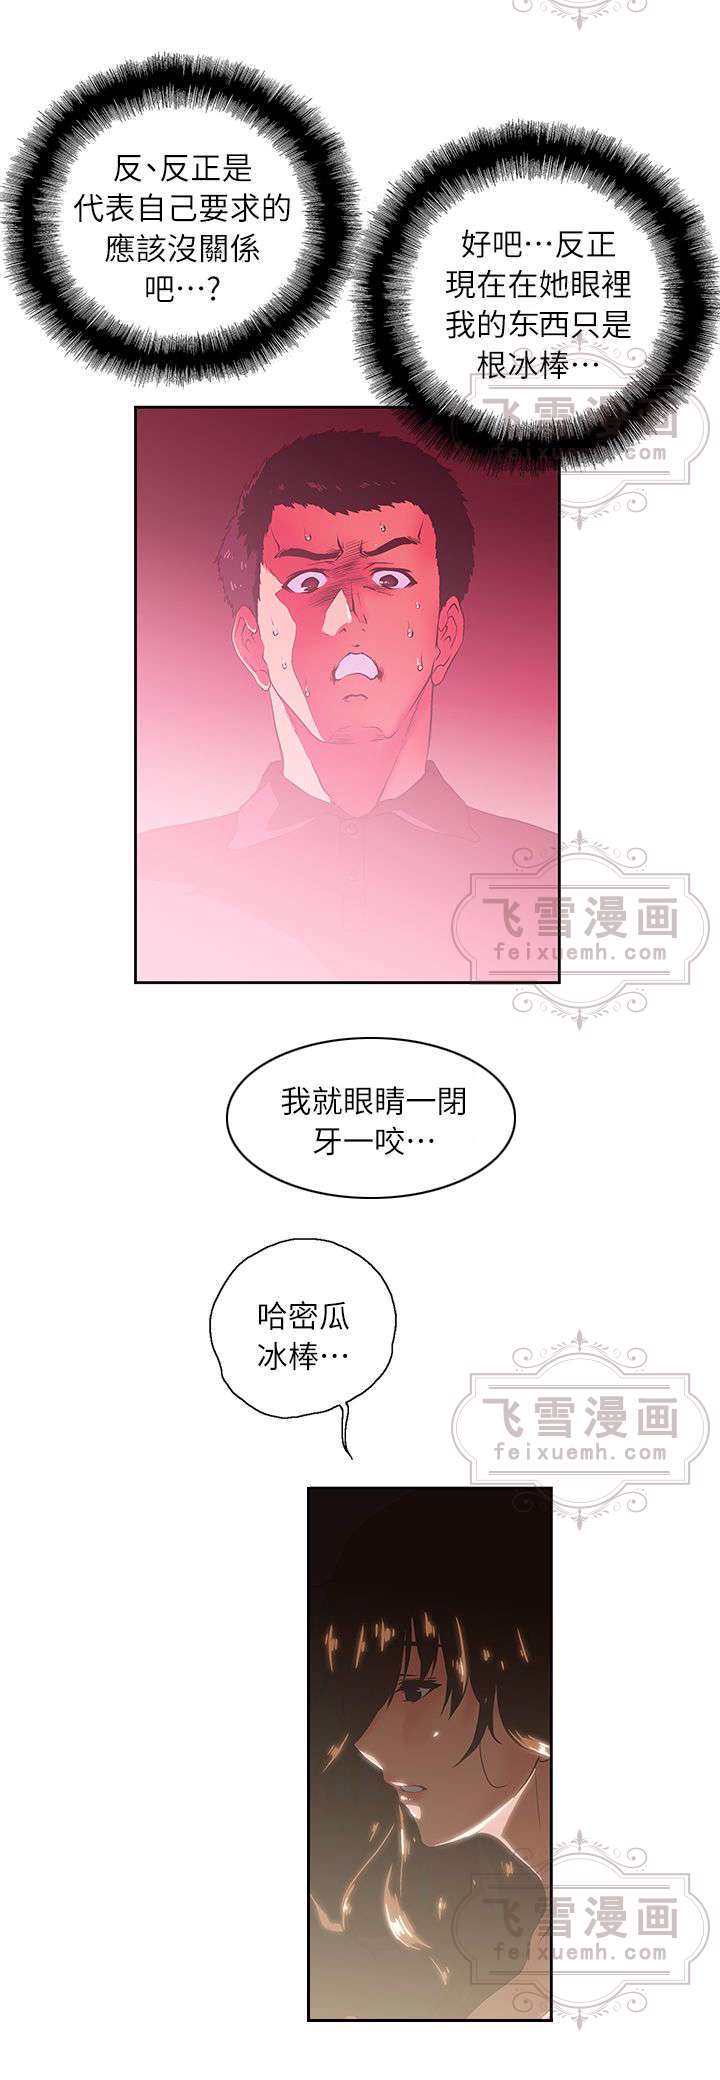 反、反正是
代表自己要求的
應該沒關係
吧…?
好吧…反正
現在在她眼裡
我的东西只是
根冰棒…
飞雪漫画
feixuemh.com
飞雪漫画
feixuemh.com
我就眼睛一閉
牙一咬…
哈密瓜
冰棒…
飞雪漫画
feixuemh.com
飞雪漫画
feixuemh.com